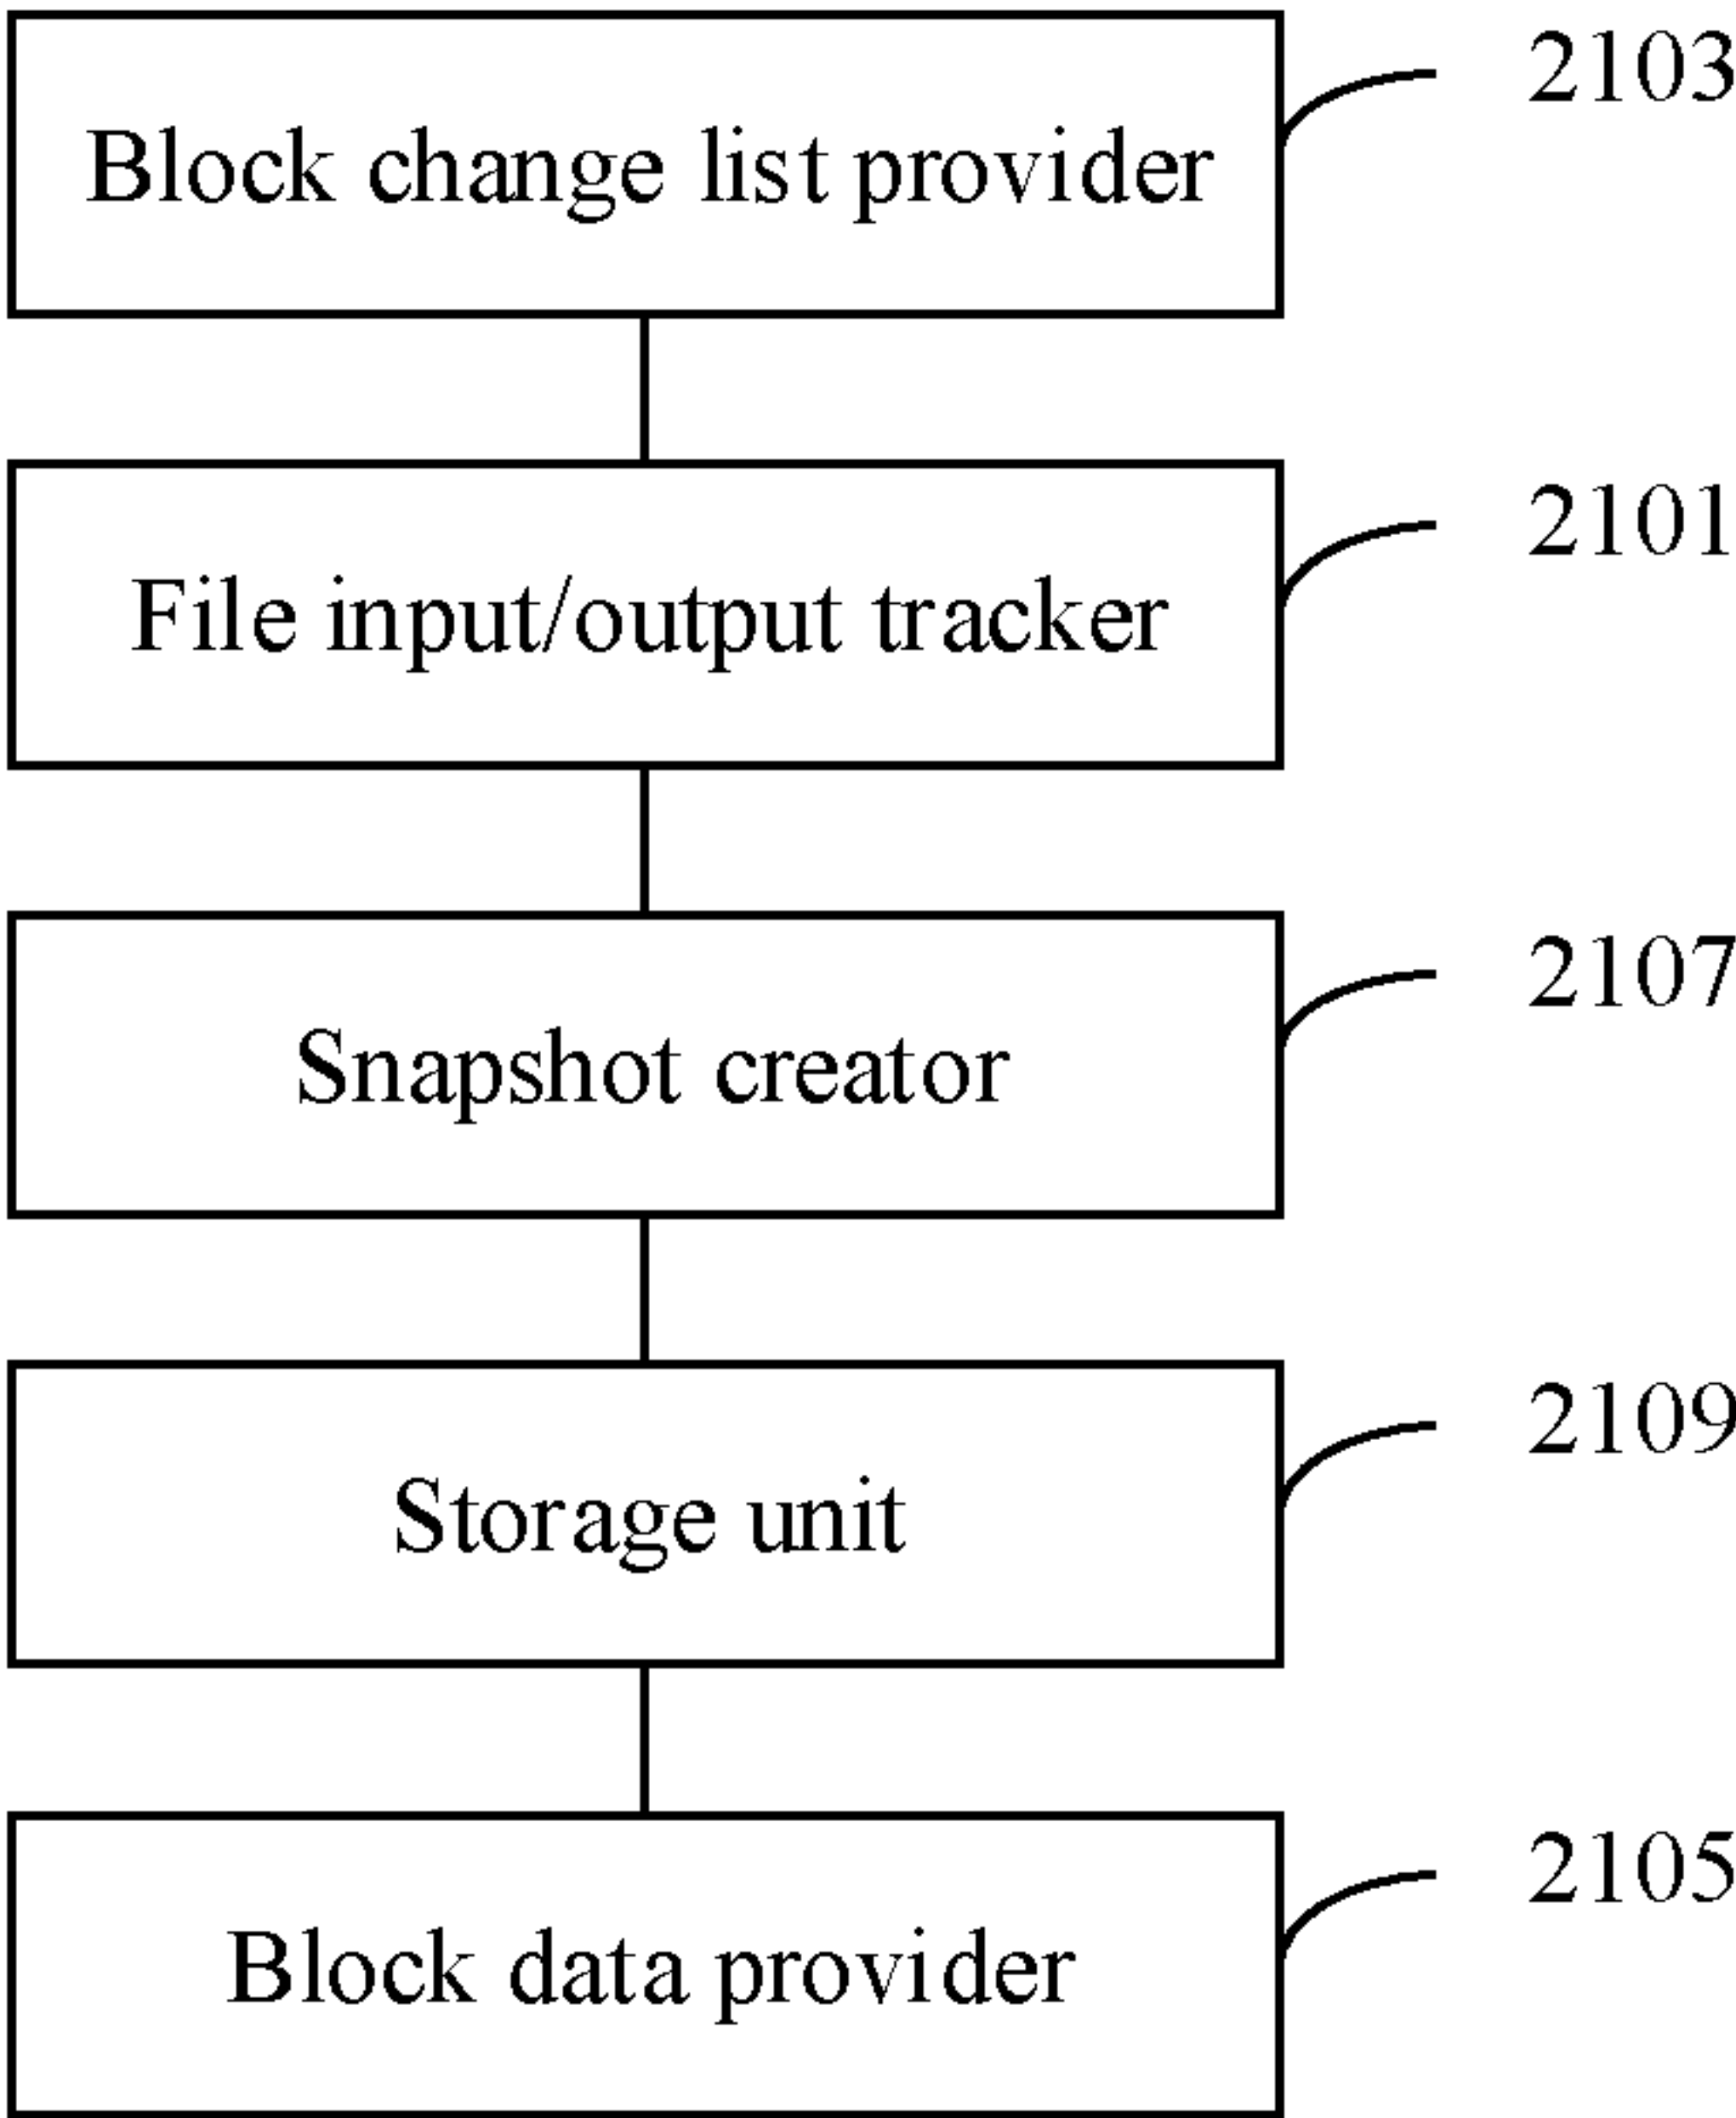 Block change list provider
2103
File input/output tracker
2101
Snapshot creator
2107
Storage unit
2109
Block data provider
2105